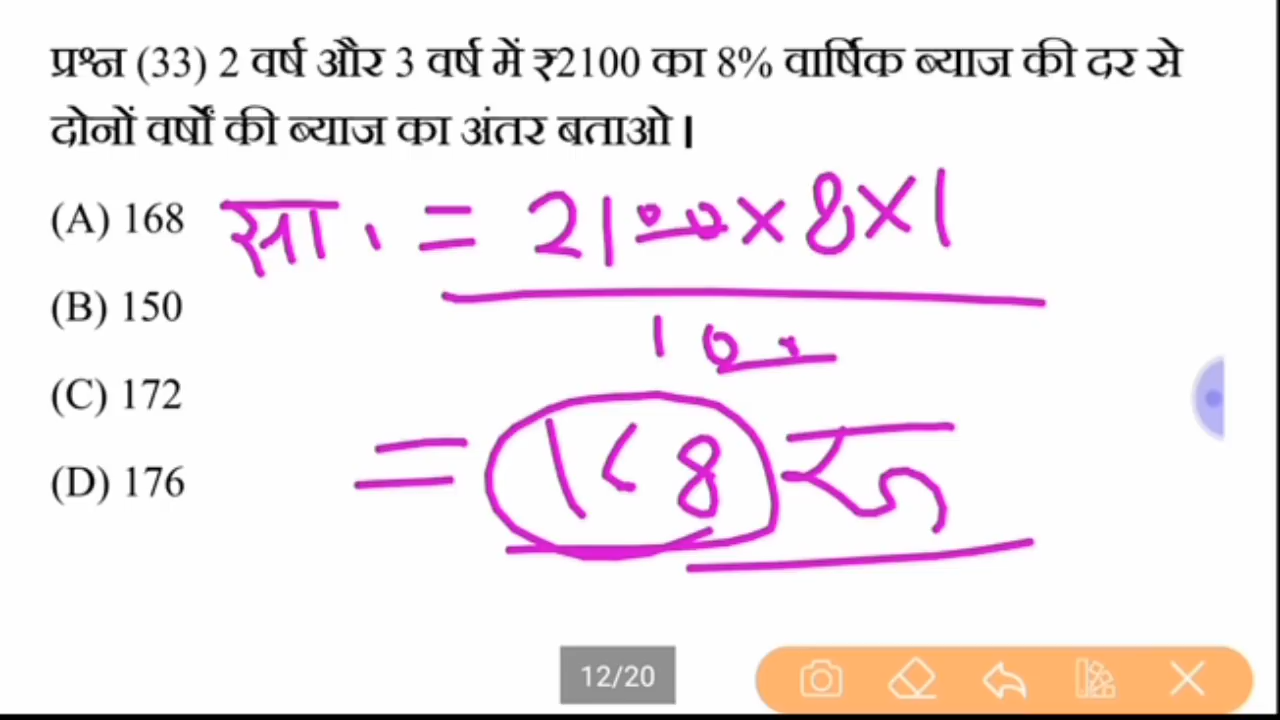 प्रश्न (33) 2 वर्ष और 3 वर्ष में ₹2100 का 8% वार्षिक ब्याज की दर से
दोनों वर्षों की ब्याज का अंतर बताओ।
(A) 168
सा. = 2100×8×1
100
(B) 150
(C) 172
= 168 रु
(D) 176
12/20